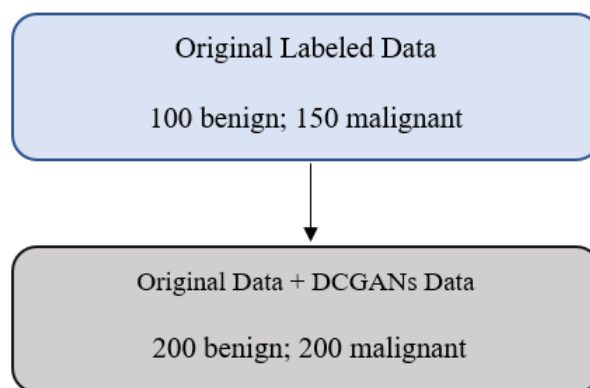 Original Labeled Data
100 benign; 150 malignant
Original Data + DCGANs Data
200 benign; 200 malignant